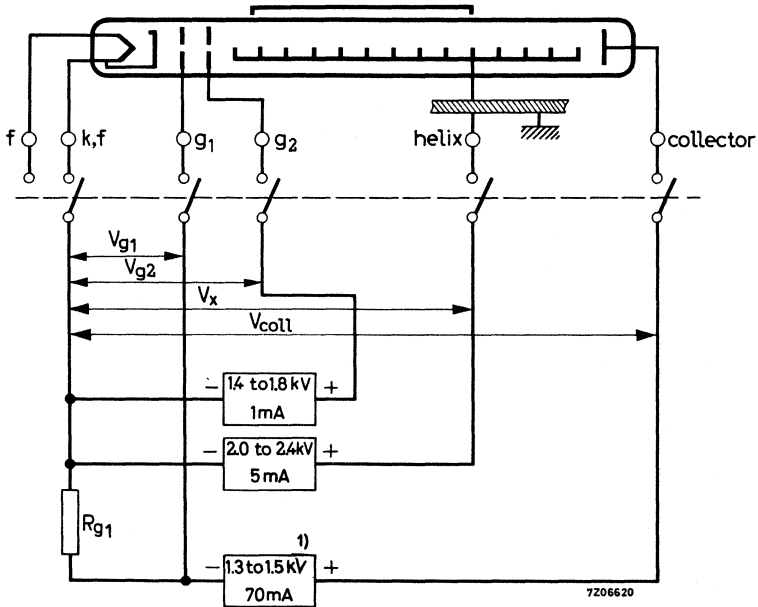 f
k,f
g1
g2
helix
collector
Vg1
Vg2
Vx
Vcoll
- 1.4 to 1.8 kV +
1mA
- 2.0 to 2.4kV +
5mA
Rg1
1)
- 1.3 to 1.5 kV +
70mA
7Z06620